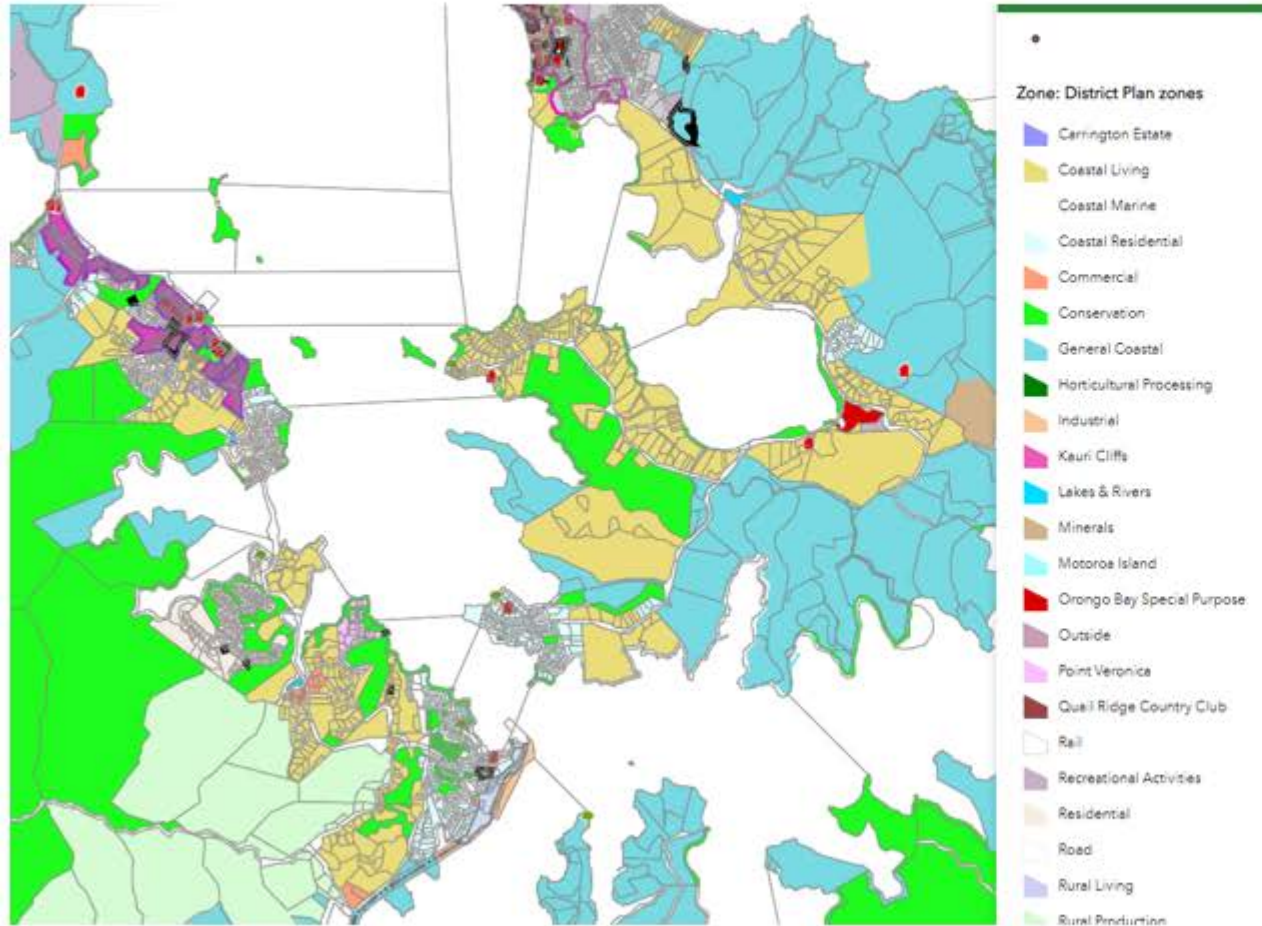 Zone: District Plan zones
Carrington Estate
Coastal Living
Coastal Marine
Coastal Residential
Commercial
Conservation
General Coastal
Horticultural Processing
Industrial
Kauri Cliffs
Lakes & Rivers
Minerals
Motoroa Island
Orongo Bay Special Purpose
Outside
Point Veronica
Quail Ridge Country Club
Rail
Recreational Activities
Residential
Road
Rural Living
Rural Production